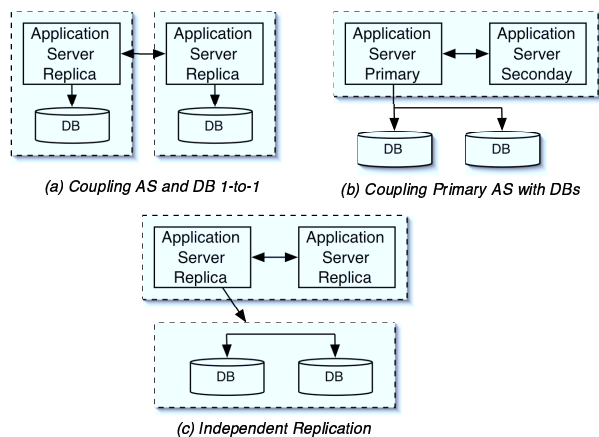 Application
Server
Replica
Application
Server
Replica
DB
DB
(a) Coupling AS and DB 1-to-1
Application
Server
Primary
Application
Server
Seconday
DB
DB
(b) Coupling Primary AS with DBs
Application
Server
Replica
Application
Server
Replica
DB
DB
(c) Independent Replication